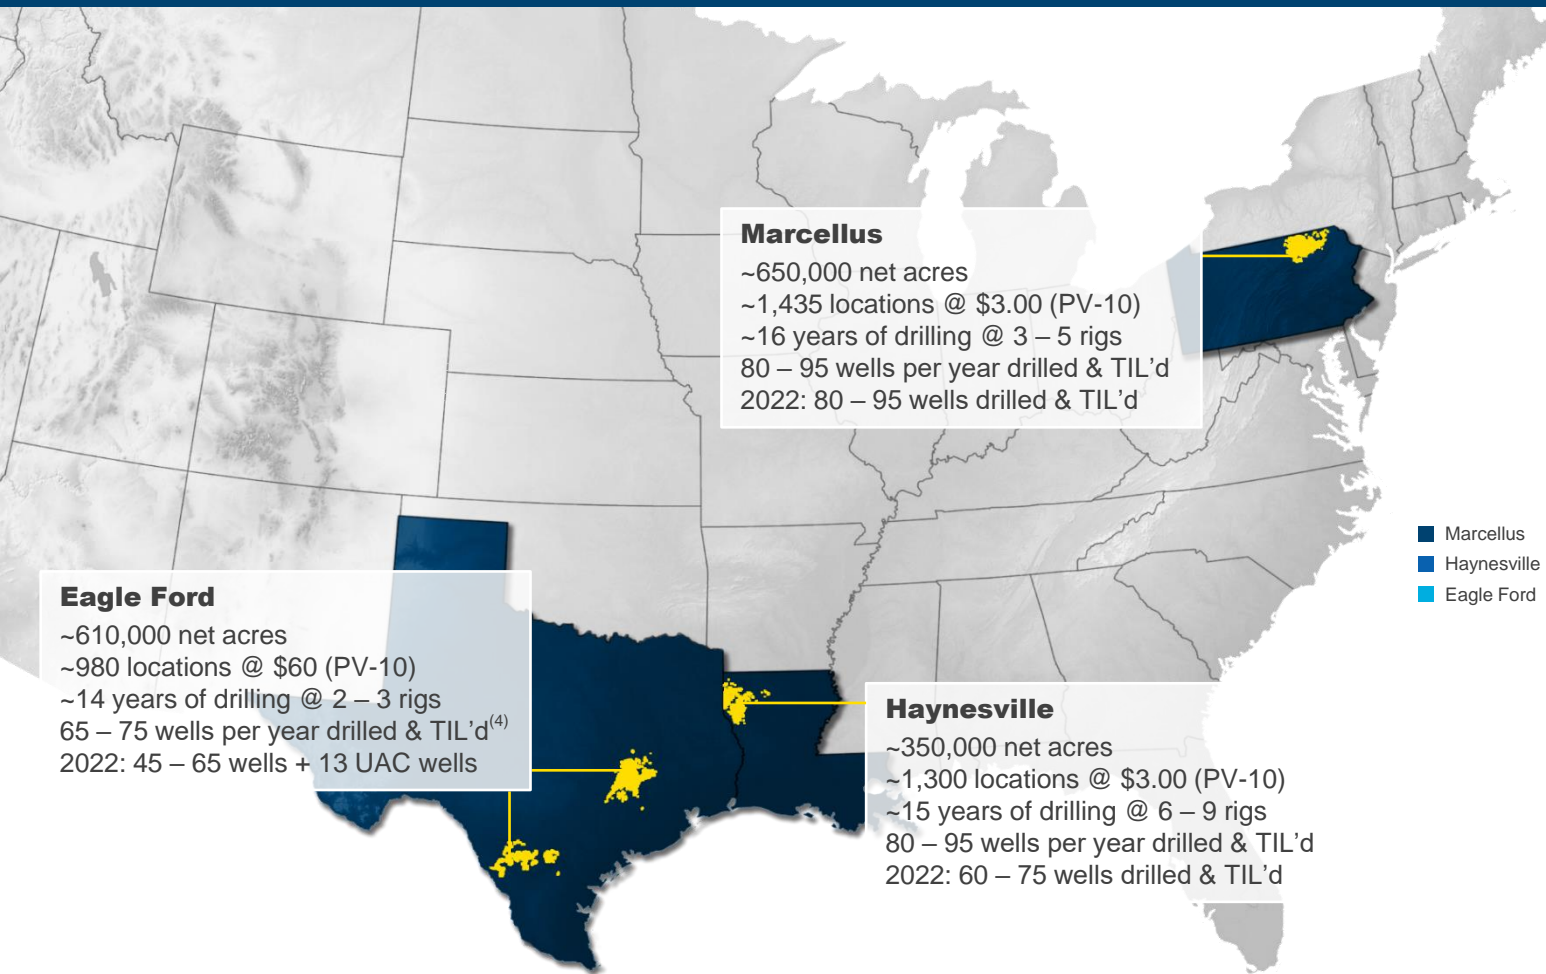 Marcellus
~650,000 net acres
~1,435 locations @ $3.00 (PV-10)
~16 years of drilling @ 3 – 5 rigs
80 – 95 wells per year drilled & TIL’d
2022: 80 – 95 wells drilled & TIL’d
Marcellus
Haynesville
Eagle Ford
Eagle Ford
~610,000 net acres
~980 locations @ $60 (PV-10)
~14 years of drilling @ 2 – 3 rigs
65 – 75 wells per year drilled & TIL’d(4)
2022: 45 – 65 wells + 13 UAC wells
Haynesville
~350,000 net acres
~1,300 locations @ $3.00 (PV-10)
~15 years of drilling @ 6 – 9 rigs
80 – 95 wells per year drilled & TIL’d
2022: 60 – 75 wells drilled & TIL’d